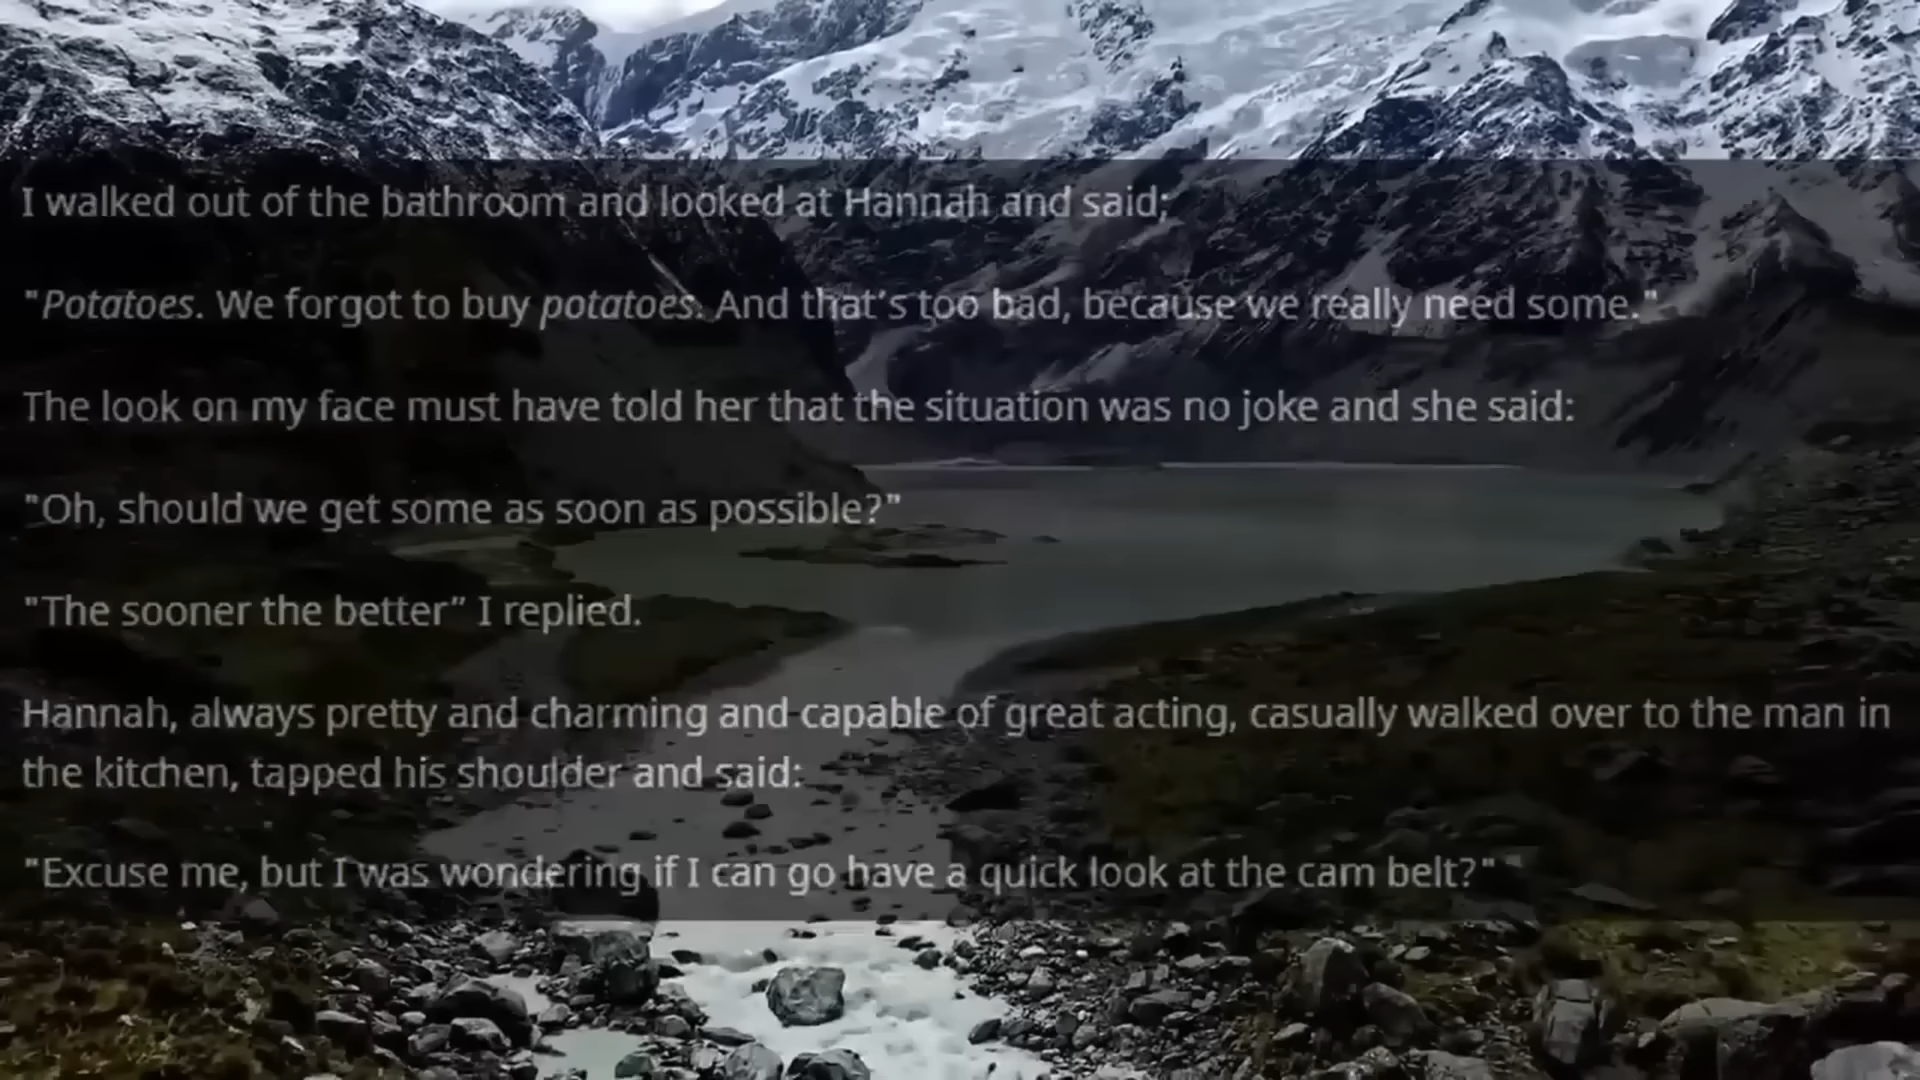 I walked out of the bathroom and looked at Hannah and said;
"Potatoes. We forgot to buy potatoes. And that's too bad, because we really need some."
The look on my face must have told her that the situation was no joke and she said:
"Oh, should we get some as soon as possible?"
"The sooner the better” I replied.
Hannah, always pretty and charming and capable of great acting, casually walked over to the man in
the kitchen, tapped his shoulder and said:
"Excuse me, but I was wondering if I can go have a quick look at the cam belt?"